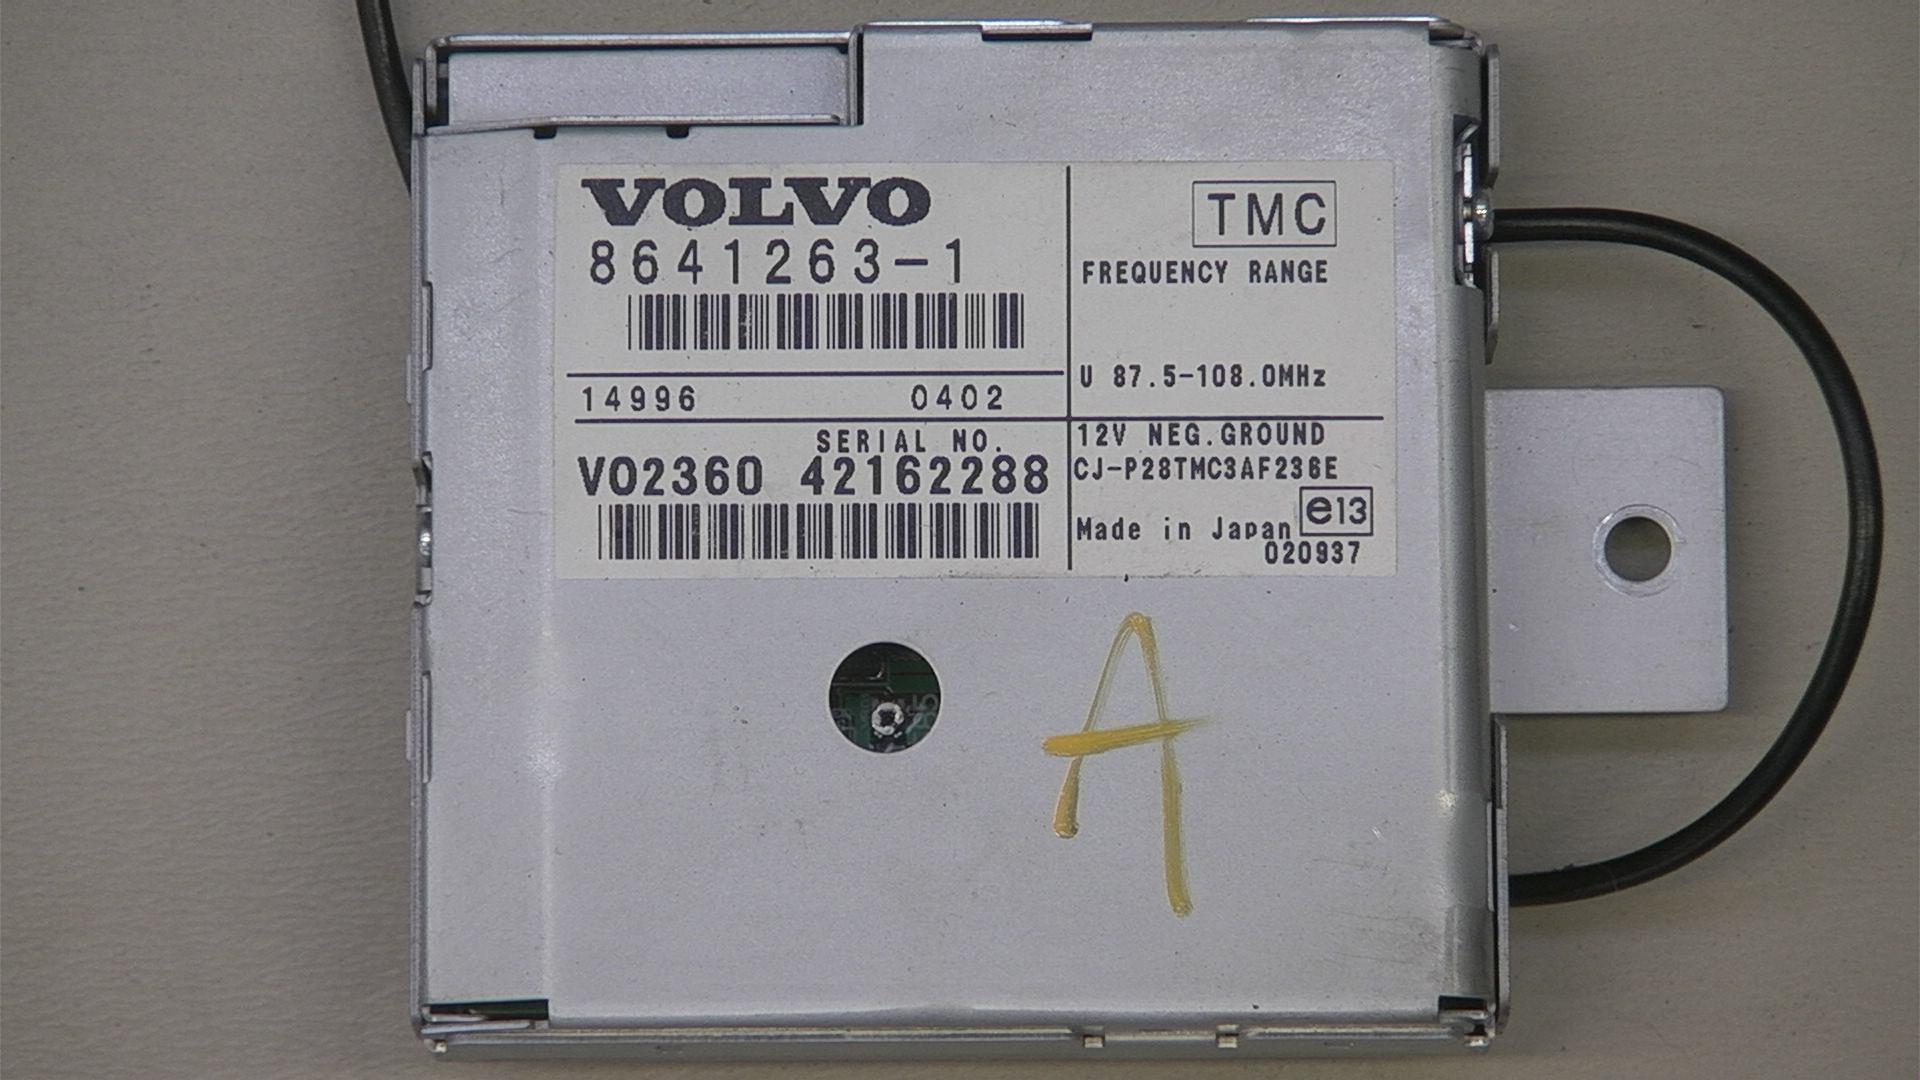 VOLVO
8641263-1
14996 0402
SERIAL NO.
VO2360 42162288
TMC
FREQUENCY RANGE
U 87.5-108.0MHz
12V NEG.GROUND
CJ-P28TMC3AF236E
e13
Made in Japan
020937
A